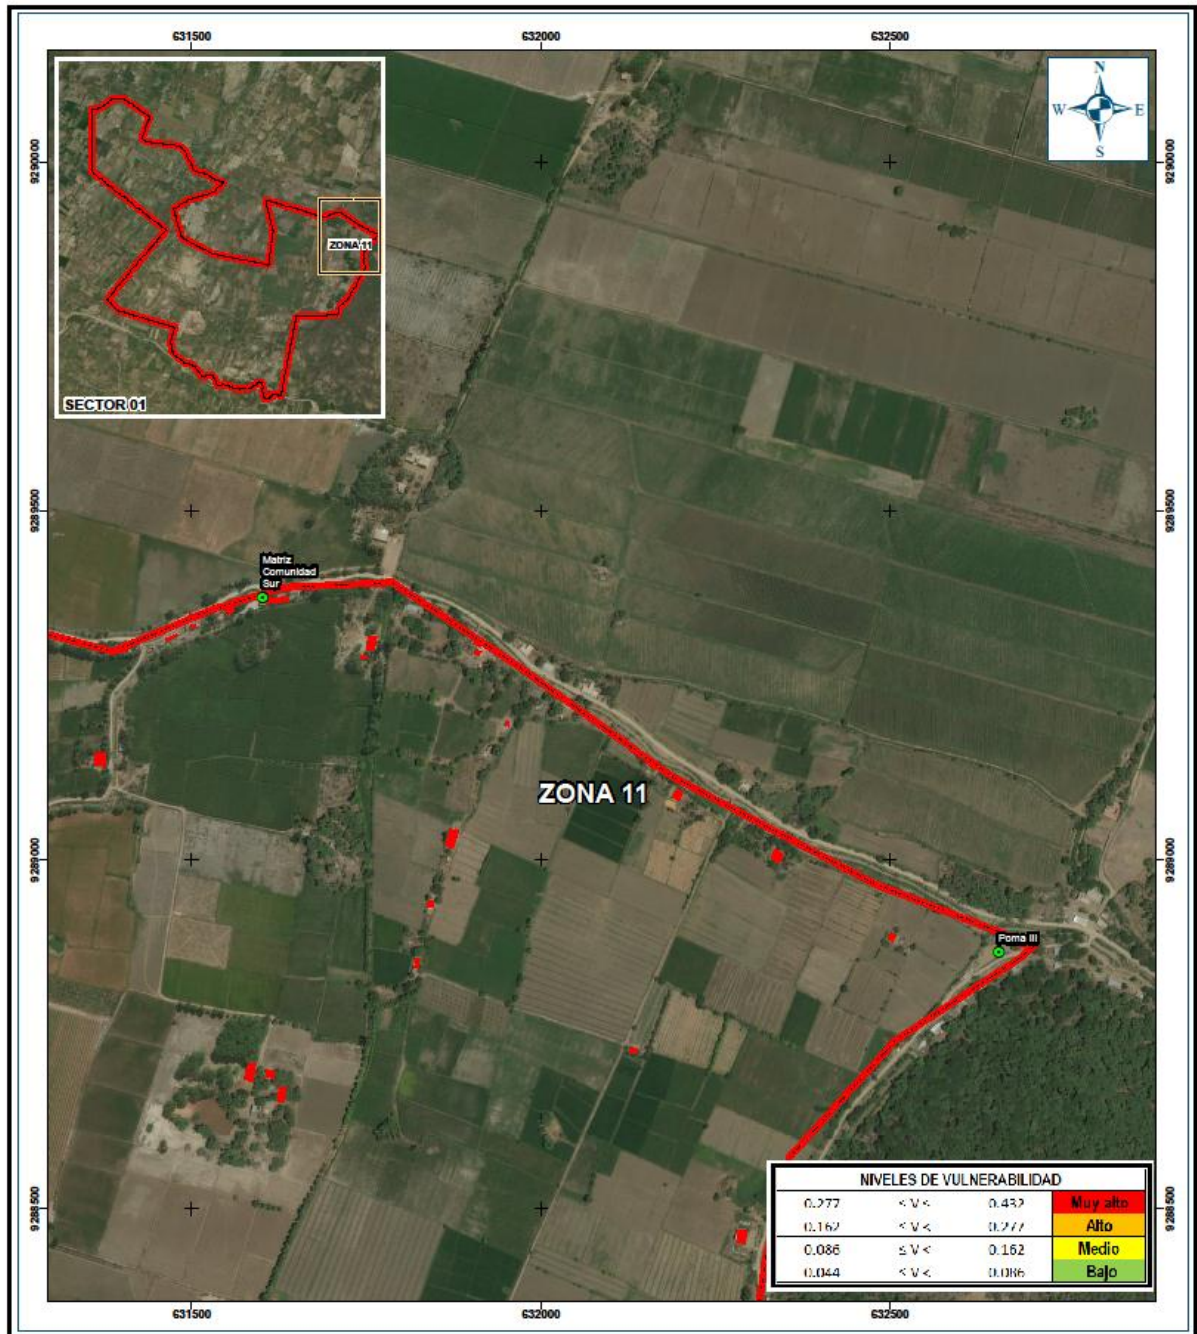 631500 632000 632500
N
W E
S
9290000 9290000
ZONA 11
SECTOR 01
9289500 9289500
Matriz
Comunidad
Sur
ZONA 11
9289000 9289000
Poma III
NIVELES DE VULNERABILIDAD
0.277 ≤ V < 0.432 Muy alto
0.162 ≤ V < 0.277 Alto
0.086 ≤ V < 0.162 Medio
0.044 ≤ V < 0.086 Bajo
9288500 9288500
631500 632000 632500